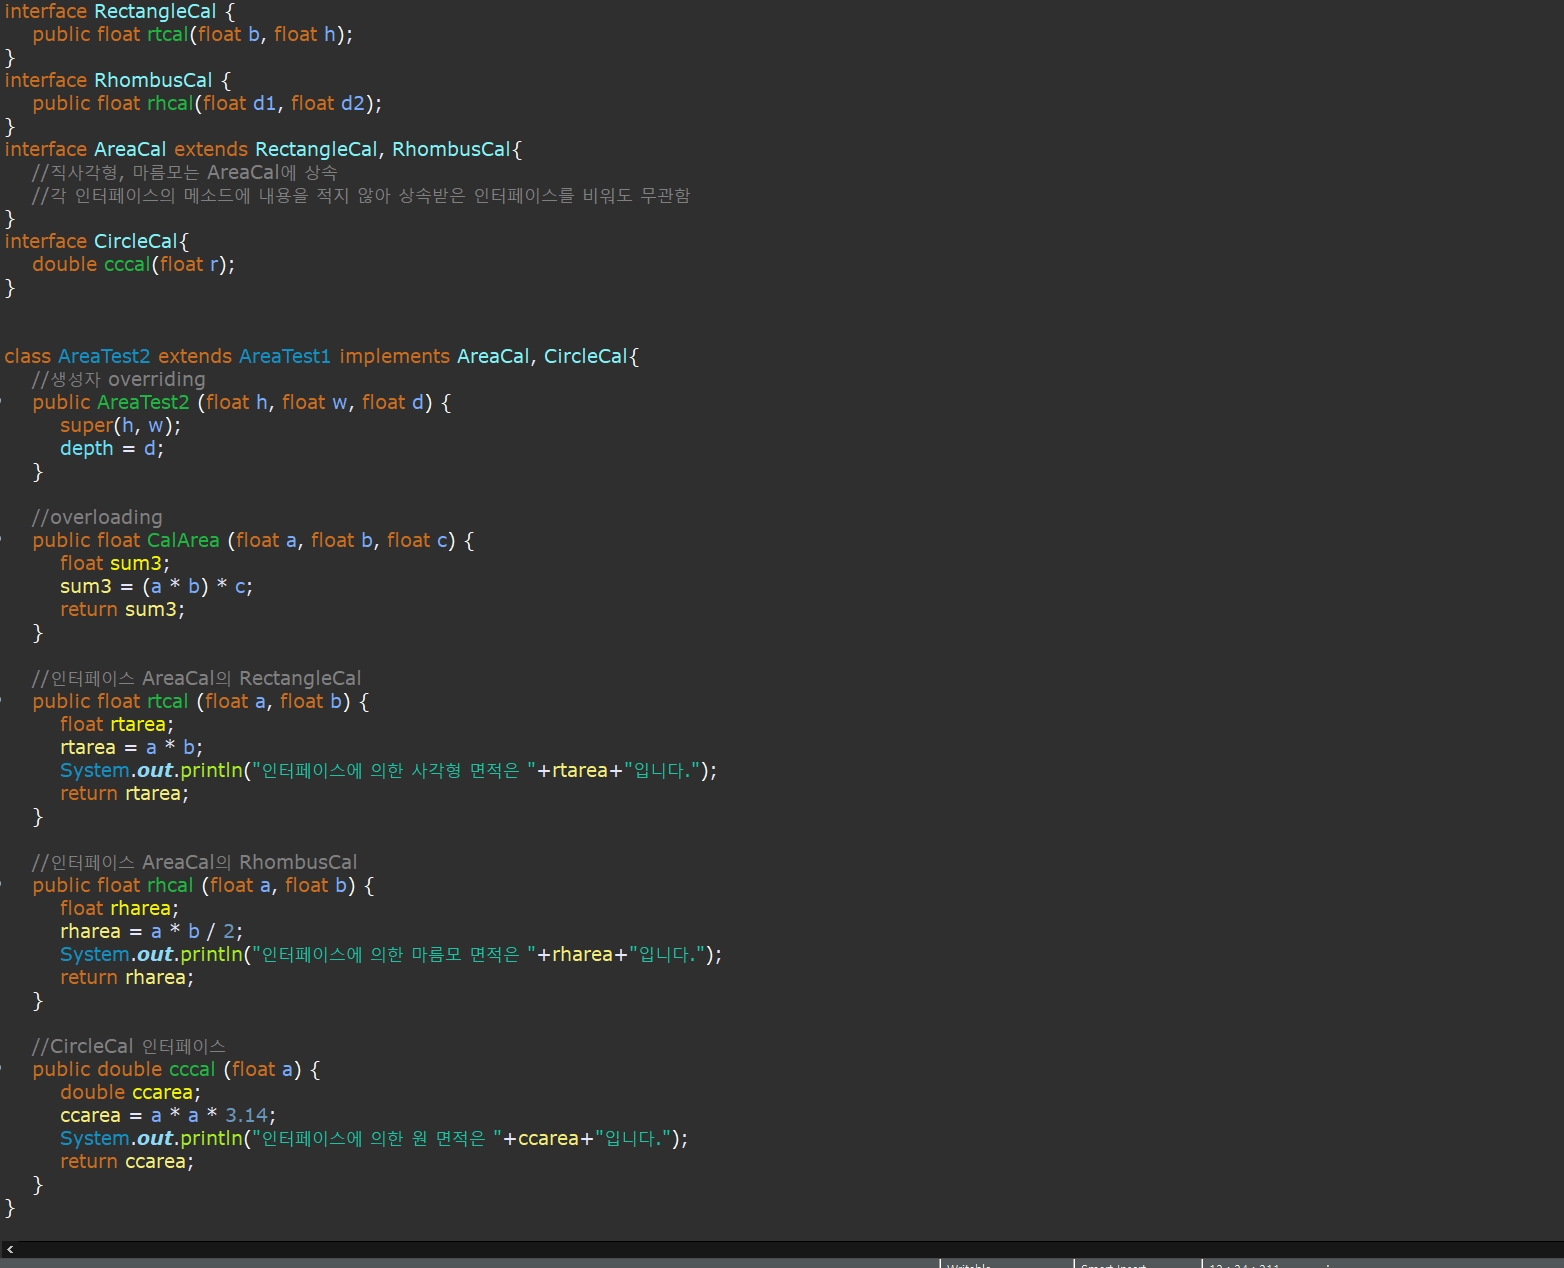 interface RectangleCal {
public float rtcal(float b, float h);
}
interface RhombusCal {
public float rhcal(float d1, float d2);
}
interface AreaCal extends RectangleCal, RhombusCal{
//직사각형, 마름모는 AreaCal에 상속
//각 인터페이스의 메소드에 내용을 적지 않아 상속받은 인터페이스를 비워도 무관함
}
interface CircleCal{
double cccal(float r);
}
class AreaTest2 extends AreaTest1 implements AreaCal, CircleCal{
//생성자 overriding
public AreaTest2 (float h, float w, float d) {
super(h, w);
depth = d;
}
//overloading
public float CalArea (float a, float b, float c) {
float sum3;
sum3 = (a * b) * c;
return sum3;
}
//인터페이스 AreaCal의 RectangleCal
public float rtcal (float a, float b) {
float rtarea;
rtarea = a * b;
System.out.println("인터페이스에 의한 사각형 면적은 "+rtarea+"입니다.");
return rtarea;
}
//인터페이스 AreaCal의 RhombusCal
public float rhcal (float a, float b) {
float rharea;
rharea = a * b / 2;
System.out.println("인터페이스에 의한 마름모 면적은 "+rharea+"입니다.");
return rharea;
}
//CircleCal 인터페이스
public double cccal (float a) {
double ccarea;
ccarea = a * a * 3.14;
System.out.println("인터페이스에 의한 원 면적은 "+ccarea+"입니다.");
return ccarea;
}
}